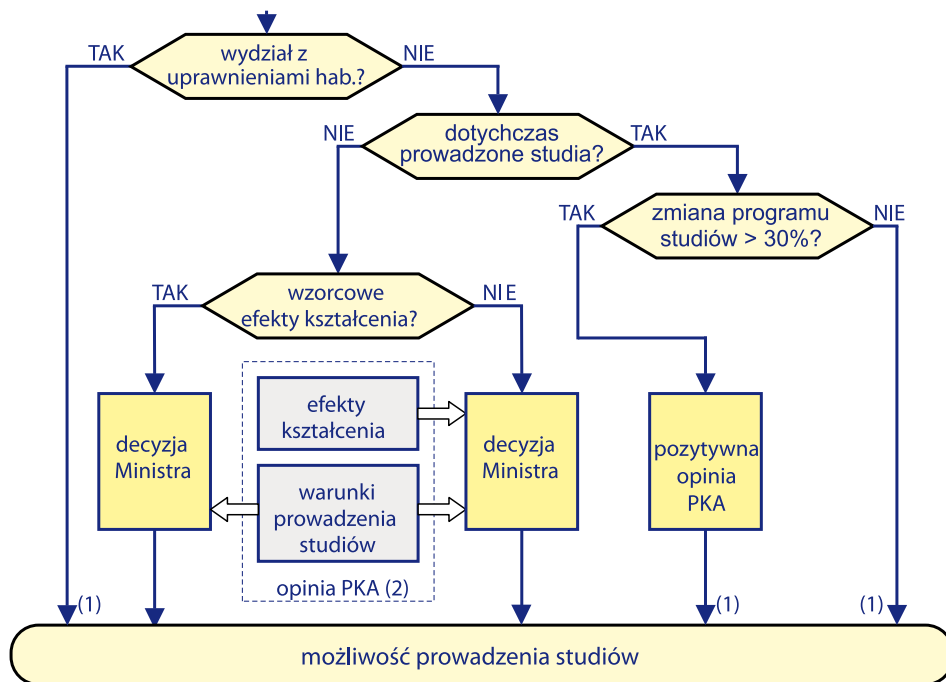 TAK
wydział z
uprawnieniami hab.?
NIE
NIE
dotychczas
prowadzone studia?
TAK
TAK
zmiana programu
studiów > 30%?
NIE
TAK
wzorcowe
efekty kształcenia?
NIE
decyzja
Ministra
efekty
kształcenia
warunki
prowadzenia
studiów
opinia PKA (2)
decyzja
Ministra
pozytywna
opinia
PKA
(1)
(1)
(1)
możliwość prowadzenia studiów